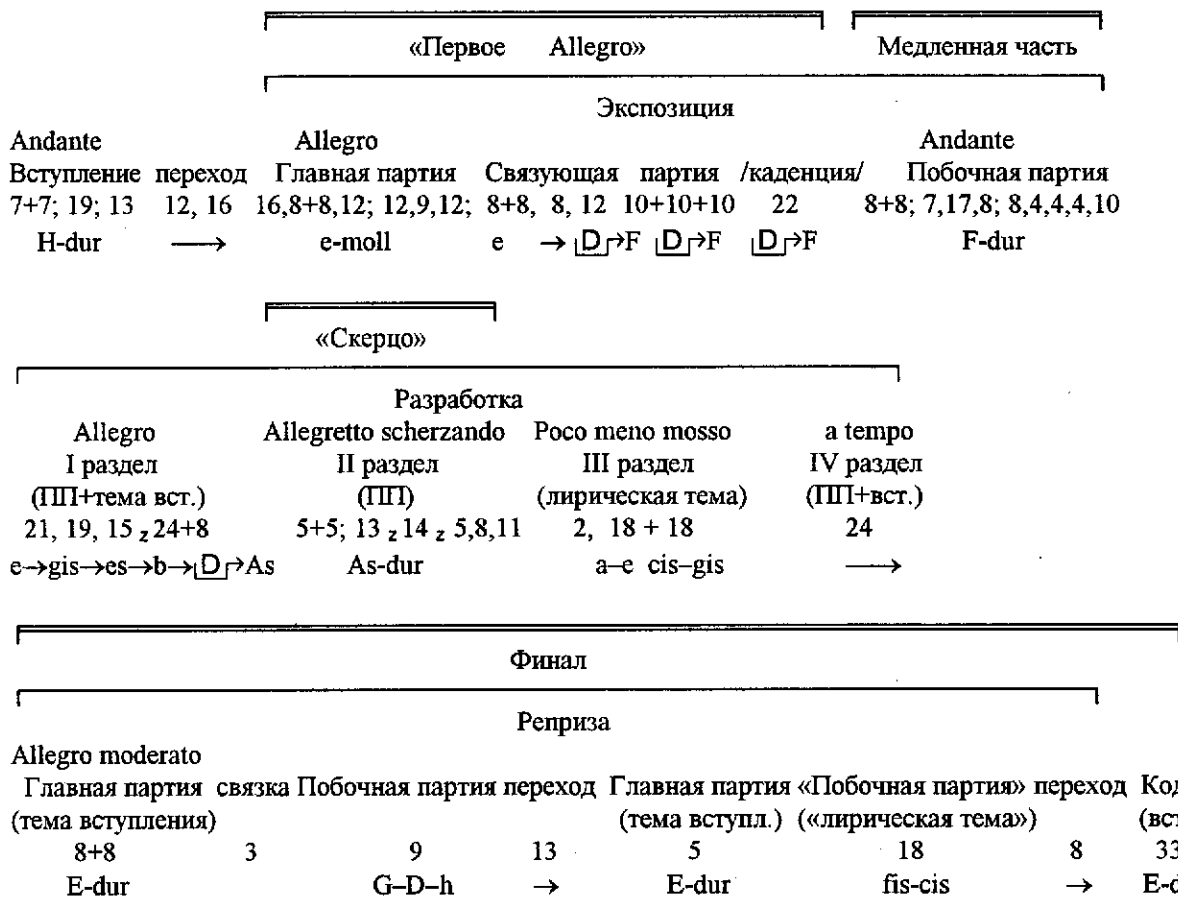 «Первое Allegro» Медленная часть
Экспозиция
Andante Allegro Andante
Вступление переход Главная партия Связующая партия /каденция/ Побочная партия
7+7; 19; 13 12, 16 16,8+8,12; 12,9,12; 8+8, 8, 12 10+10+10 22 8+8; 7,17,8; 8,4,4,4,10
H-dur → e-moll e → D→F D→F D→F F-dur
«Скерцо»
Разработка
Allegro Allegretto scherzando Poco meno mosso a tempo
I раздел II раздел III раздел IV раздел
(ПП+тема вст.) (ПП) (лирическая тема) (ПП+вст.)
21, 19, 15 z 24+8 5+5; 13 z 14 z 5,8,11 2, 18 + 18 24
e→gis→es→b→D→As As-dur a–e cis–gis →
Финал
Реприза
Allegro moderato
Главная партия связка Побочная партия переход Главная партия «Побочная партия» переход Код
(тема вступления) (тема вступл.) («лирическая тема») (вст
8+8 3 9 13 5 18 8 33
E-dur G–D–h → E-dur fis-cis → E-d